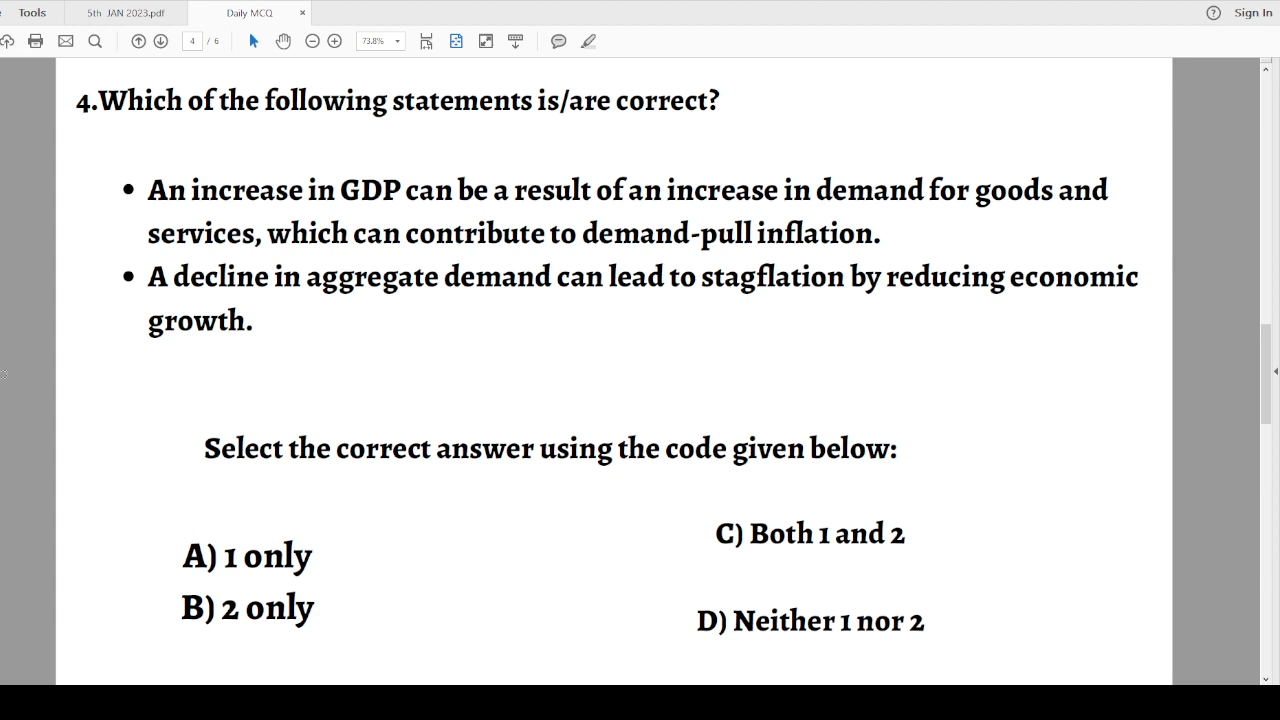 Tools
5th JAN 2023.pdf
Daily MCQ
×
Sign In
4 / 6
73.8%
4.Which of the following statements is/are correct?
• An increase in GDP can be a result of an increase in demand for goods and
services, which can contribute to demand-pull inflation.
• A decline in aggregate demand can lead to stagflation by reducing economic
growth.
Select the correct answer using the code given below:
A) 1 only
B) 2 only
C) Both 1 and 2
D) Neither 1 nor 2